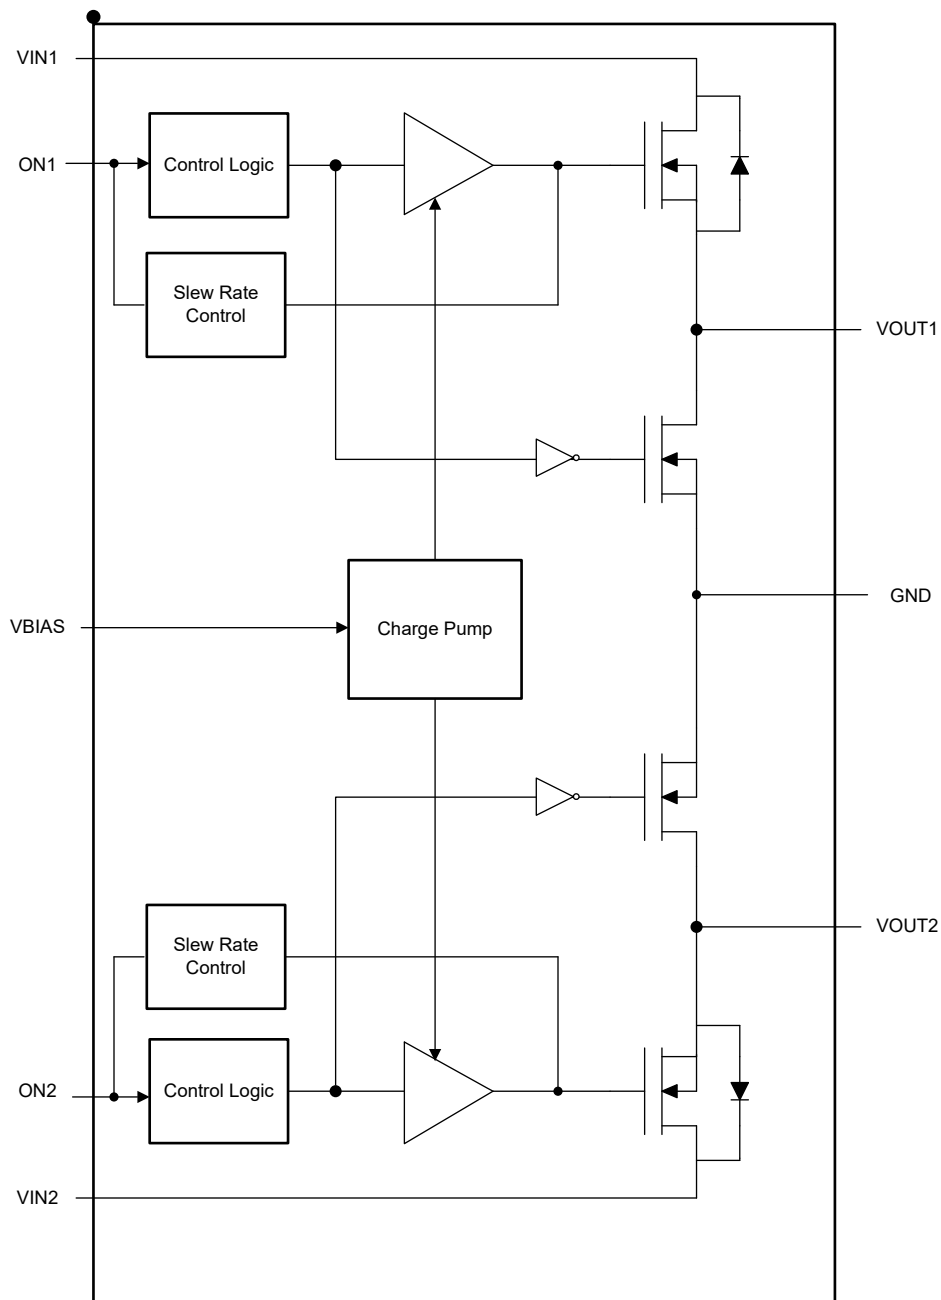 VIN1
ON1
Control Logic
Slew Rate
Control
VOUT1
GND
VBIAS
Charge Pump
Slew Rate
Control
VOUT2
ON2
Control Logic
VIN2